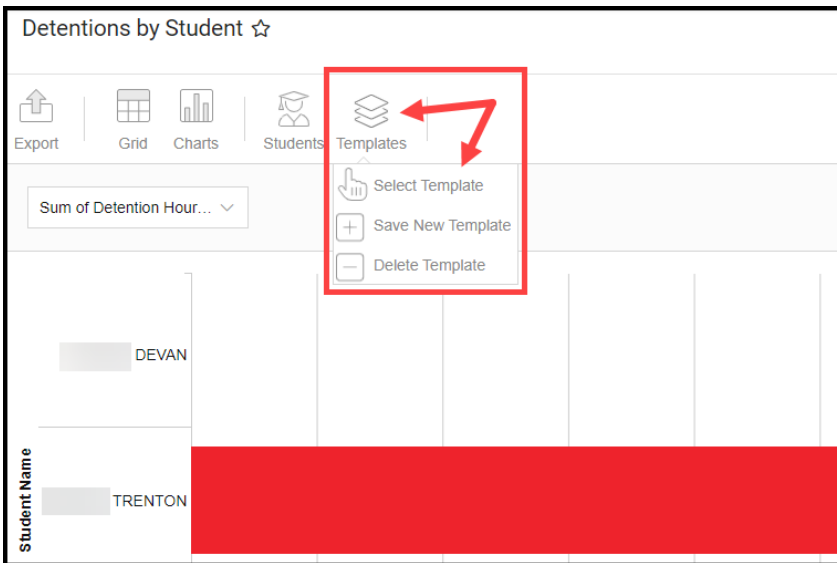 Detentions by Student
Export Grid Charts Students Templates
Select Template
Sum of Detention Hour...
Save New Template
Delete Template
DEVAN
Student Name
TRENTON